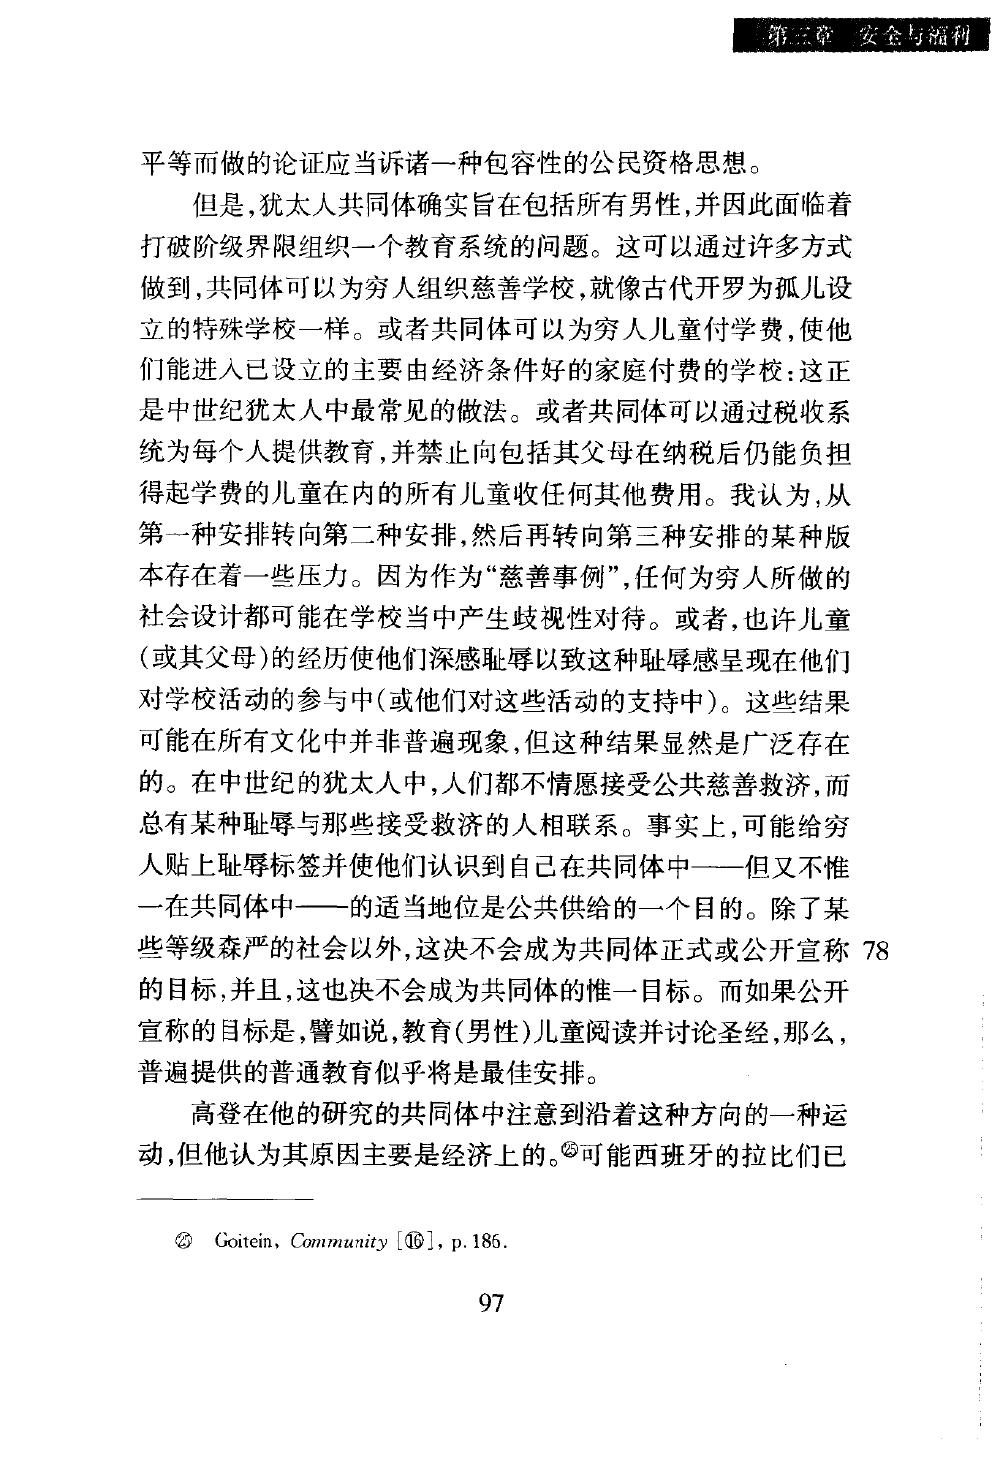 第三章 安全与福利
平等而做的论证应当诉诸一种包容性的公民资格思想。
但是,犹太人共同体确实旨在包括所有男性,并因此面临着
打破阶级界限组织一个教育系统的问题。这可以通过许多方式
做到,共同体可以为穷人组织慈善学校,就像古代开罗为孤儿设
立的特殊学校一样。或者共同体可以为穷人儿童付学费,使他
们能进入已设立的主要由经济条件好的家庭付费的学校:这正
是中世纪犹太人中最常见的做法。或者共同体可以通过税收系
统为每个人提供教育,并禁止向包括其父母在纳税后仍能负担
得起学费的儿童在内的所有儿童收任何其他费用。我认为,从
第一种安排转向第二种安排,然后再转向第三种安排的某种版
本存在着一些压力。因为作为“慈善事例”,任何为穷人所做的
社会设计都可能在学校当中产生歧视性对待。或者,也许儿童
(或其父母)的经历使他们深感耻辱以致这种耻辱感呈现在他们
对学校活动的参与中(或他们对这些活动的支持中)。这些结果
可能在所有文化中并非普遍现象,但这种结果显然是广泛存在
的。在中世纪的犹太人中,人们都不情愿接受公共慈善救济,而
总有某种耻辱与那些接受救济的人相联系。事实上,可能给穷
人贴上耻辱标签并使他们认识到自己在共同体中——但又不惟
一在共同体中——的适当地位是公共供给的一个目的。除了某
些等级森严的社会以外,这决不会成为共同体正式或公开宣称 78
的目标,并且,这也决不会成为共同体的惟一目标。而如果公开
宣称的目标是,譬如说,教育(男性)儿童阅读并讨论圣经,那么,
普遍提供的普通教育似乎将是最佳安排。
高登在他的研究的共同体中注意到沿着这种方向的一种运
动,但他认为其原因主要是经济上的。㉕可能西班牙的拉比们已
㉕ Goitein, Community [⑯], p.186.
97